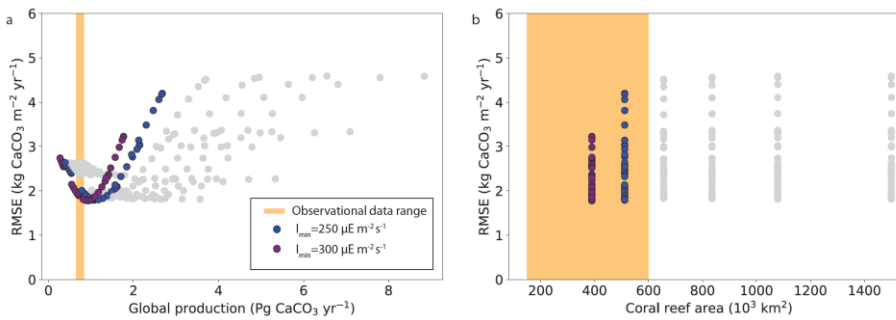 a
b
RMSE (kg CaCO₃ m⁻² yr⁻¹)
6
5
4
3
2
1
0
Observational data range
I_min=250 µE m⁻² s⁻¹
I_min=300 µE m⁻² s⁻¹
0 2 4 6 8
Global production (Pg CaCO₃ yr⁻¹)
RMSE (kg CaCO₃ m⁻² yr⁻¹)
6
5
4
3
2
1
0
200 400 600 800 1000 1200 1400
Coral reef area (10³ km²)